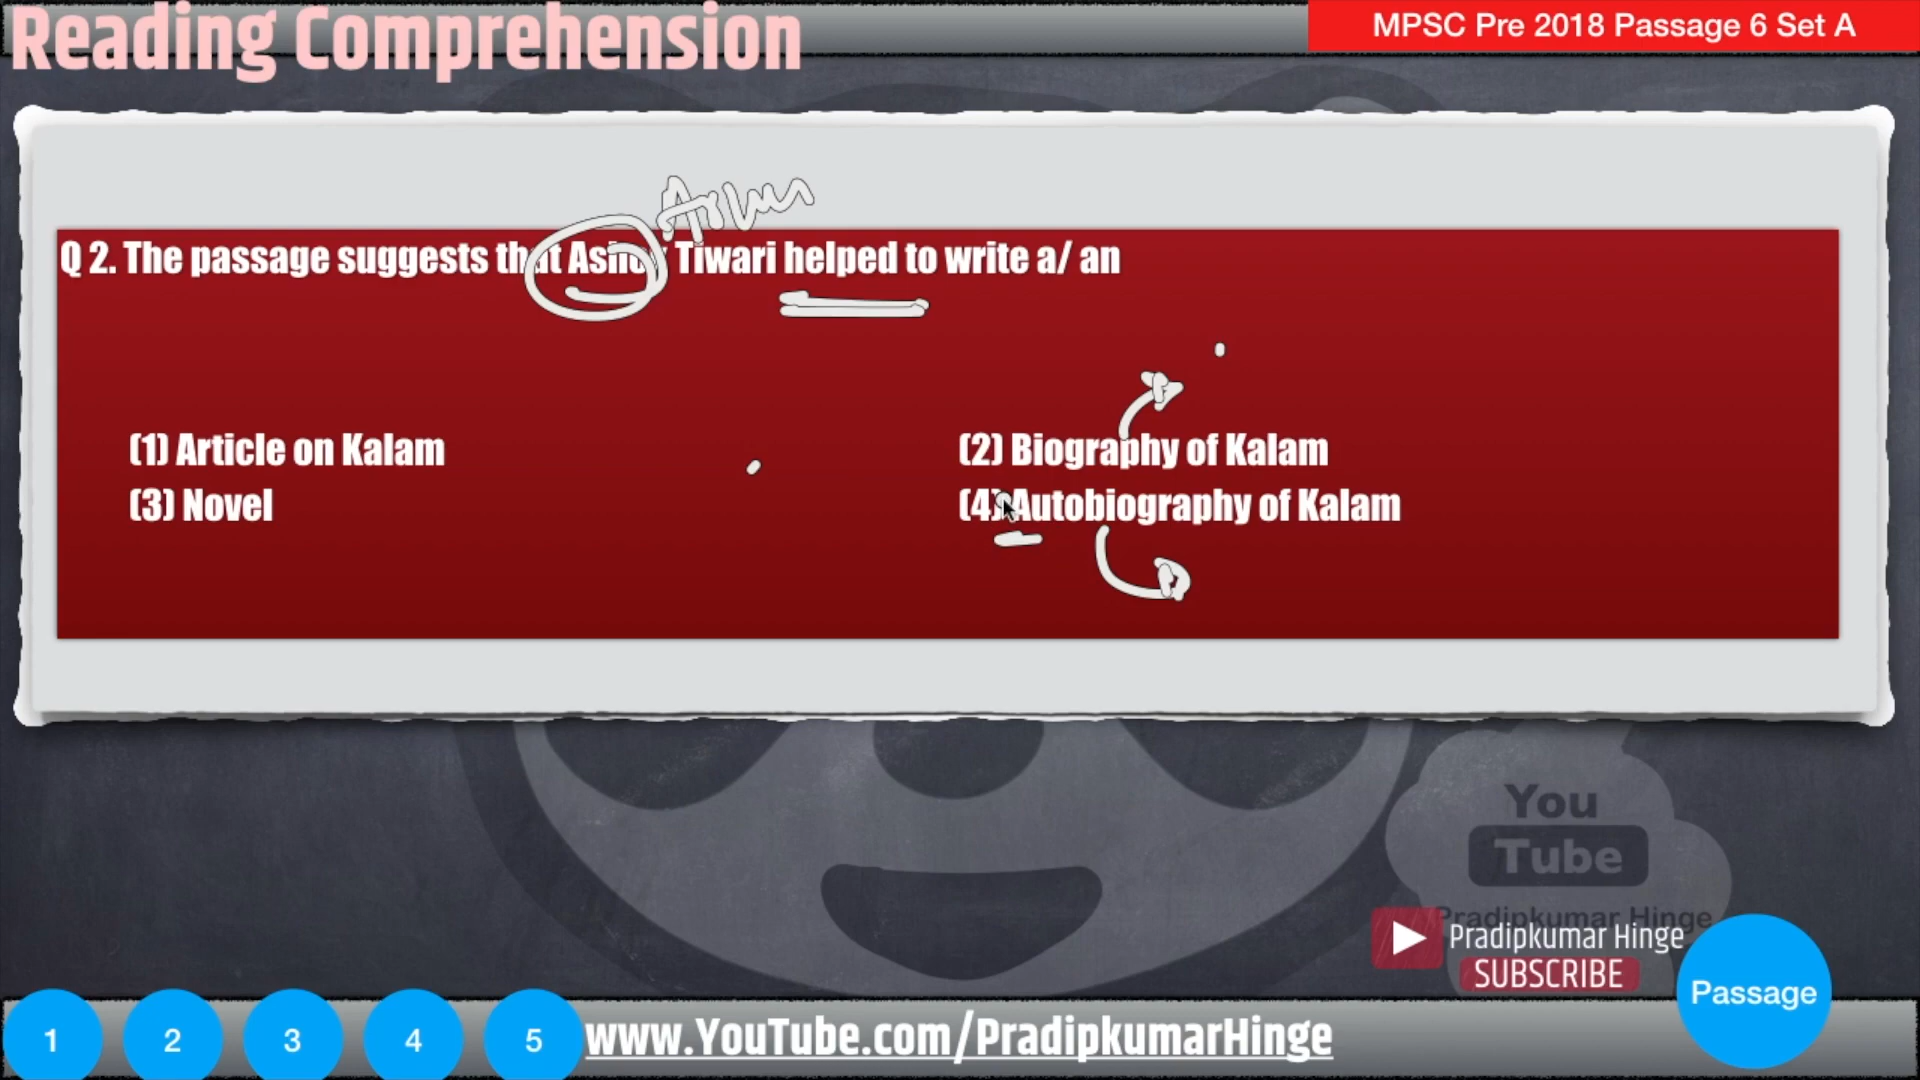 Reading Comprehension
MPSC Pre 2018 Passage 6 Set A
Q 2. The passage suggests that Tiwari helped to write a/ an
(1) Article on Kalam
(2) Biography of Kalam
(3) Novel
(4) Autobiography of Kalam
You
Tube
Pradipkumar Hinge
Pradipkumar Hinge
SUBSCRIBE
Passage
1
2
3
4
5
www.YouTube.com/PradipkumarHinge